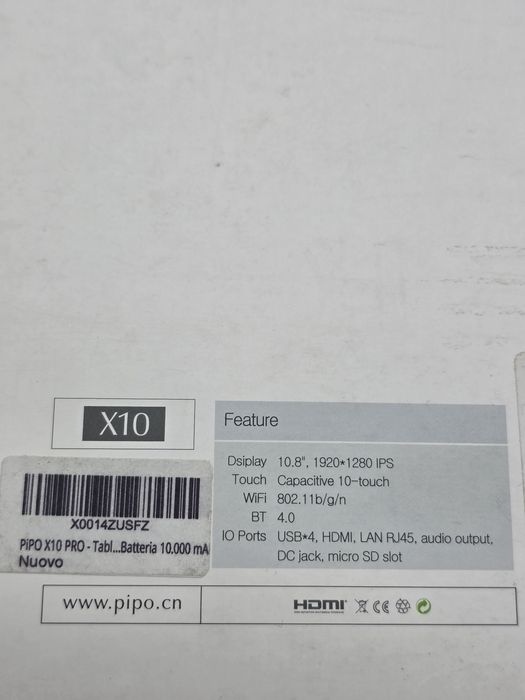 X10
Feature
Dsiplay 10.8", 1920*1280 IPS
Touch Capacitive 10-touch
WiFi 802.11b/g/n
BT 4.0
IO Ports USB*4, HDMI, LAN RJ45, audio output,
DC jack, micro SD slot
X0014ZUSFZ
PiPO X10 PRO - Tabl...Batteria 10.000 mA
Nuovo
www.pipo.cn
HDMI CE